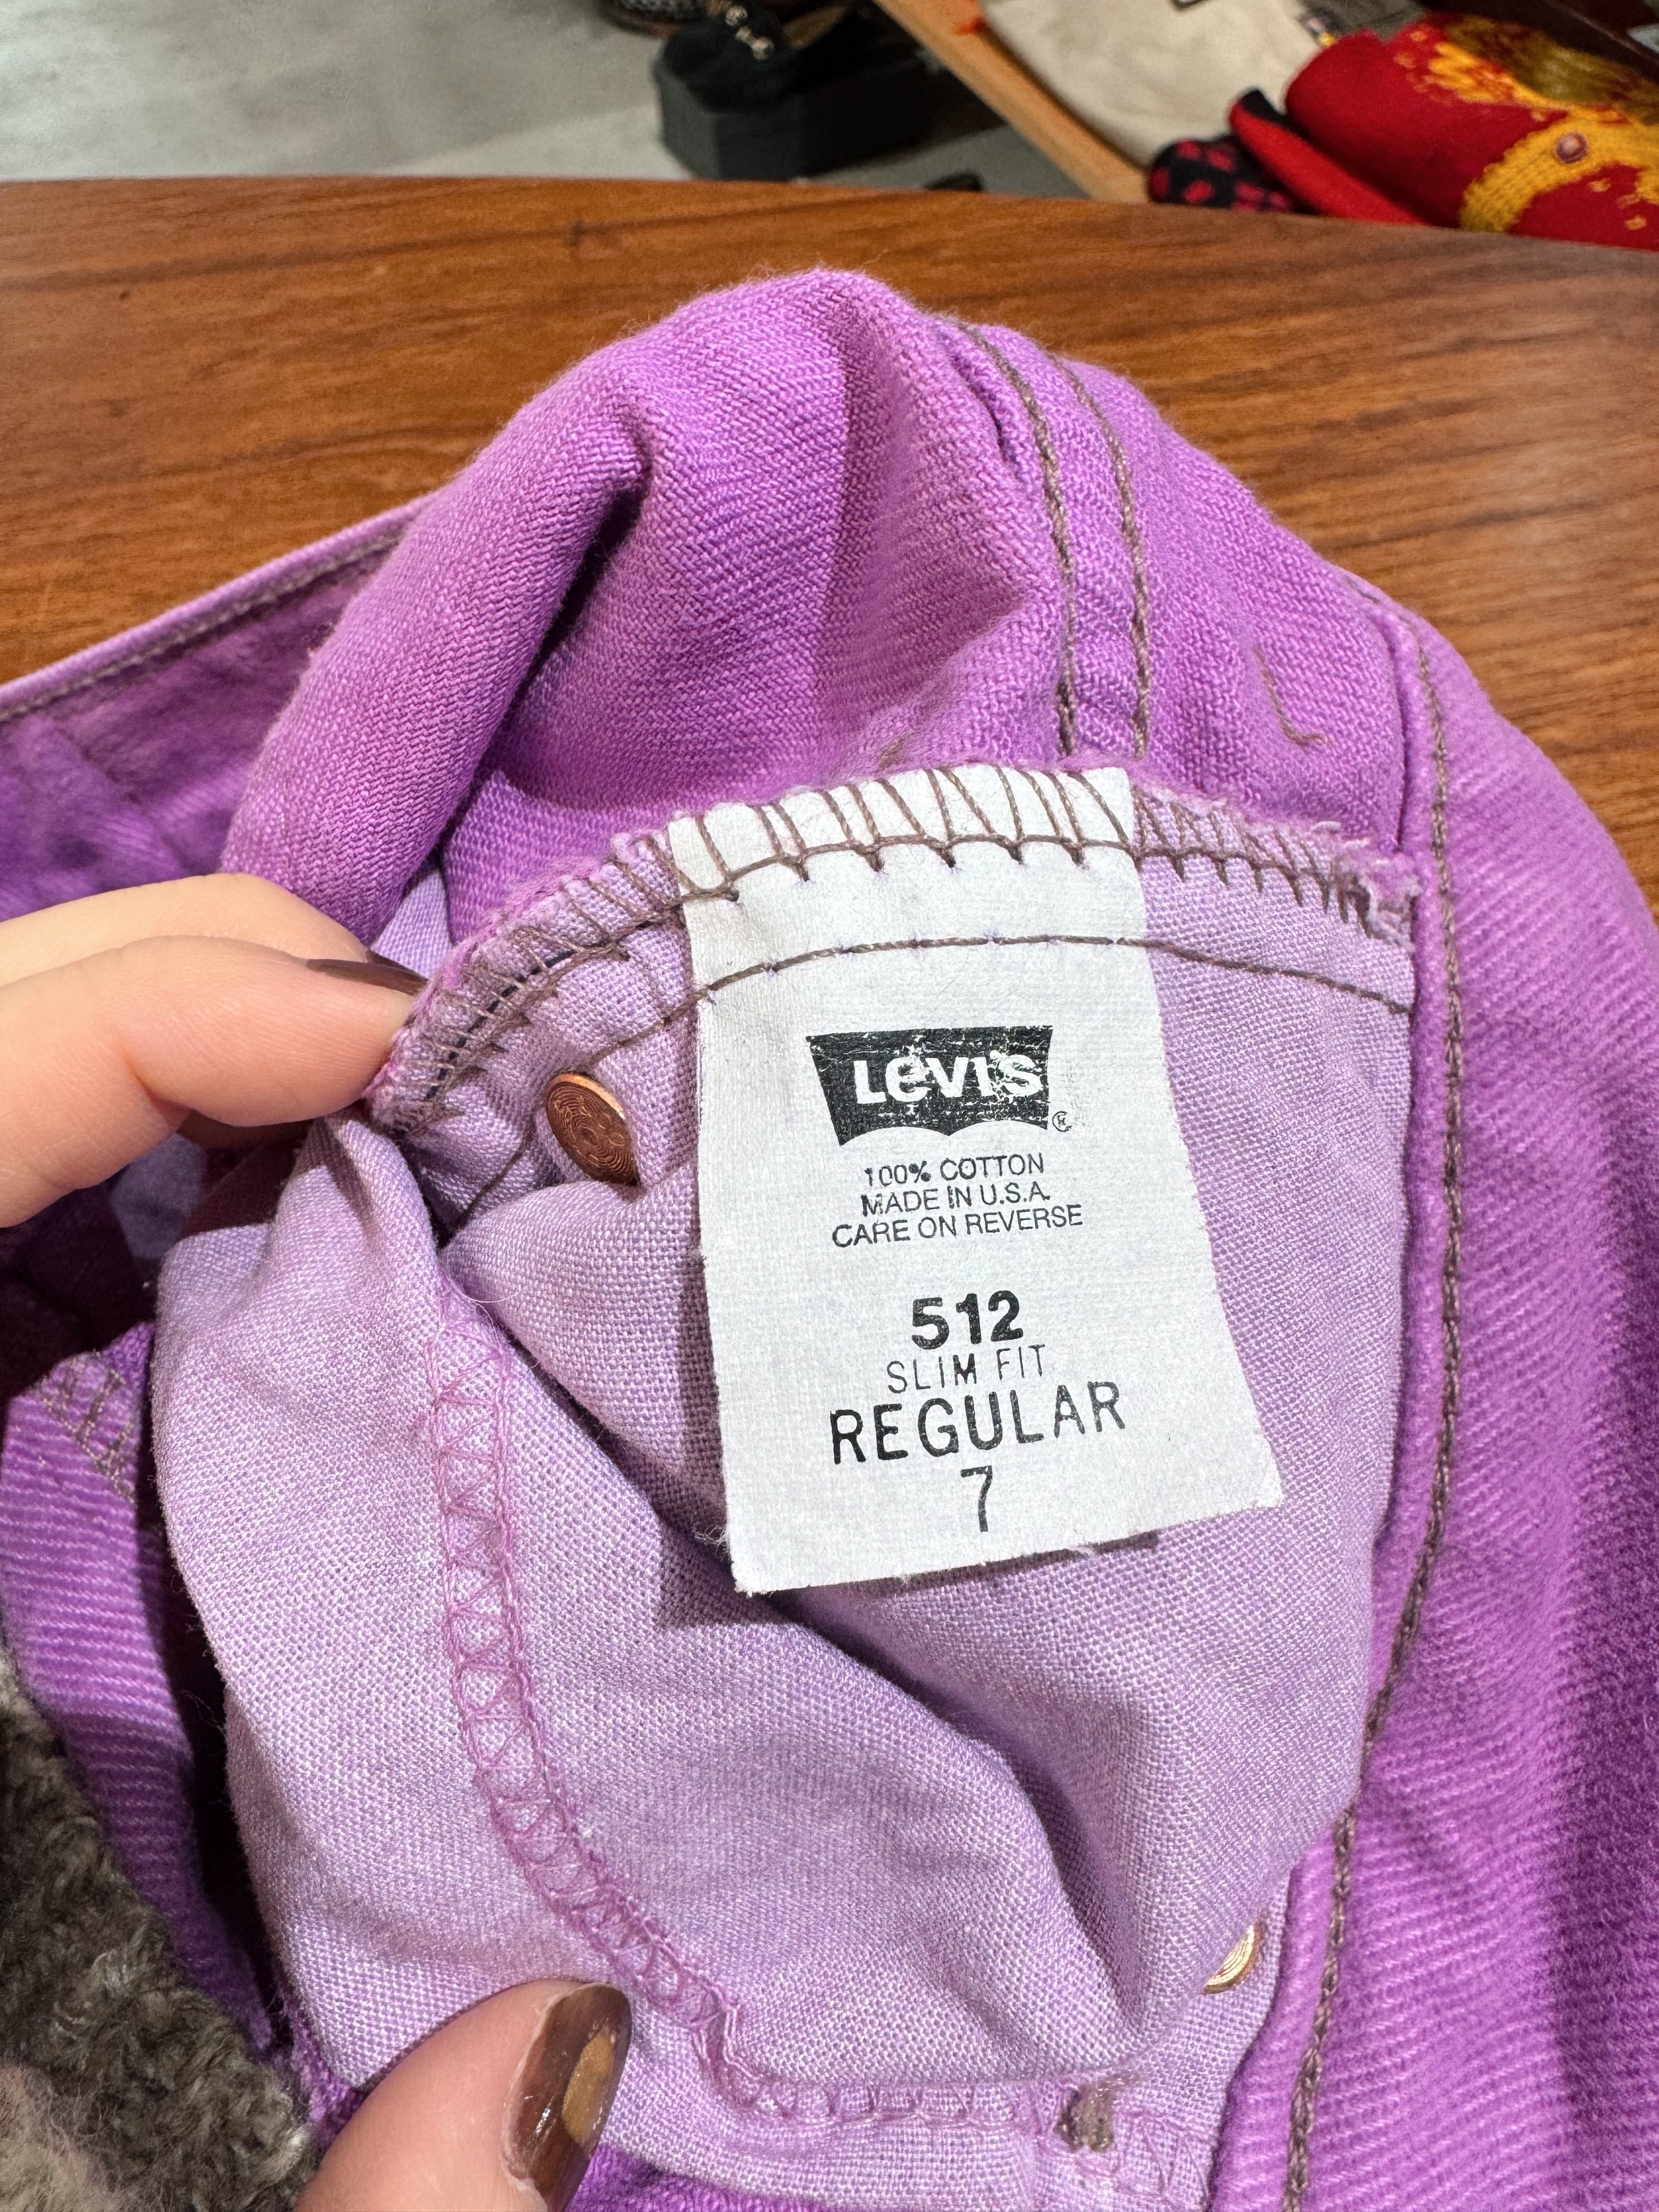 LEVI'S ®
100% COTTON
MADE IN U.S.A.
CARE ON REVERSE
512
SLIM FIT
REGULAR
7